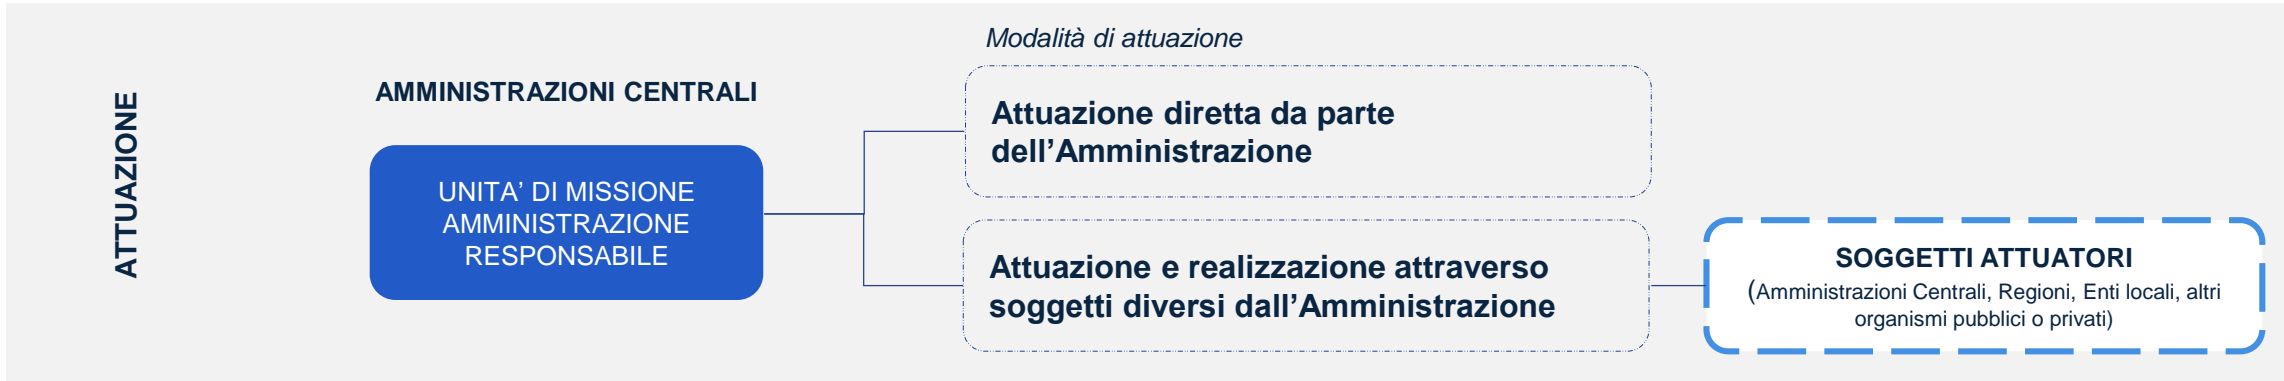 ATTUAZIONE
AMMINISTRAZIONI CENTRALI
UNITA’ DI MISSIONE
AMMINISTRAZIONE
RESPONSABILE
Modalità di attuazione
Attuazione diretta da parte
dell’Amministrazione
Attuazione e realizzazione attraverso
soggetti diversi dall’Amministrazione
SOGGETTI ATTUATORI
(Amministrazioni Centrali, Regioni, Enti locali, altri
organismi pubblici o privati)